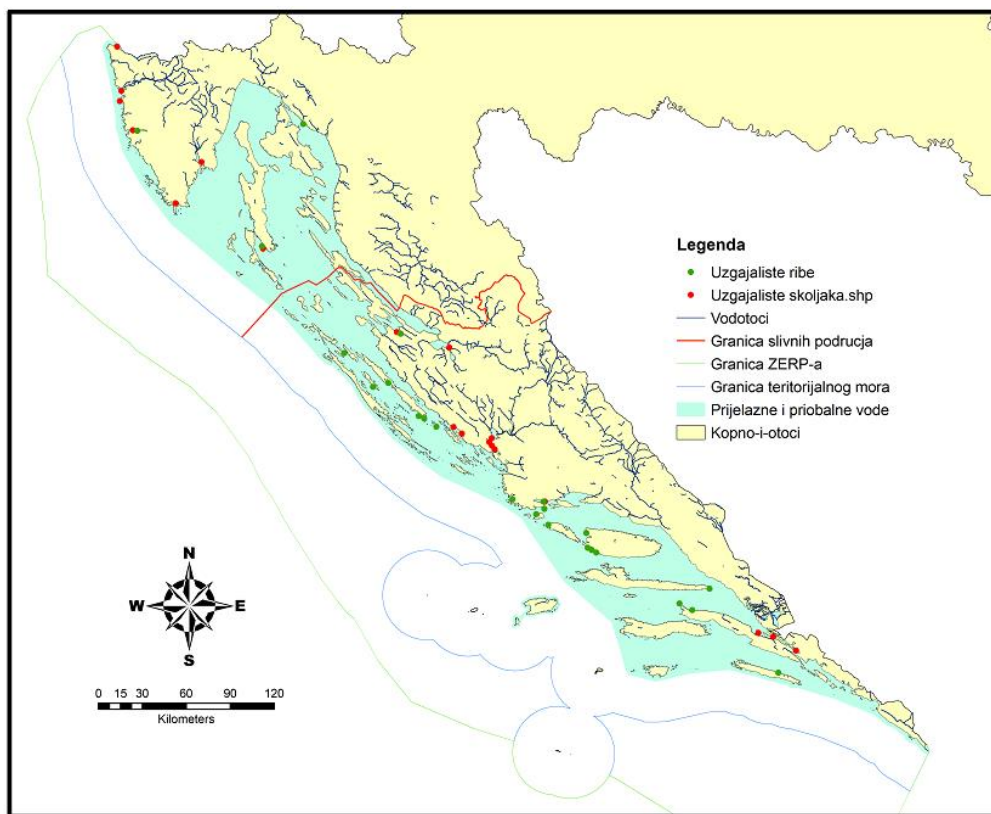 Legenda
Uzgajaliste ribe
Uzgajaliste skoljaka.shp
Vodotoci
Granica slivnih podrucja
Granica ZERP-a
Granica teritorijalnog mora
Prijelazne i priobalne vode
Kopno-i-otoci
N
W E
S
0 15 30 60 90 120
Kilometers